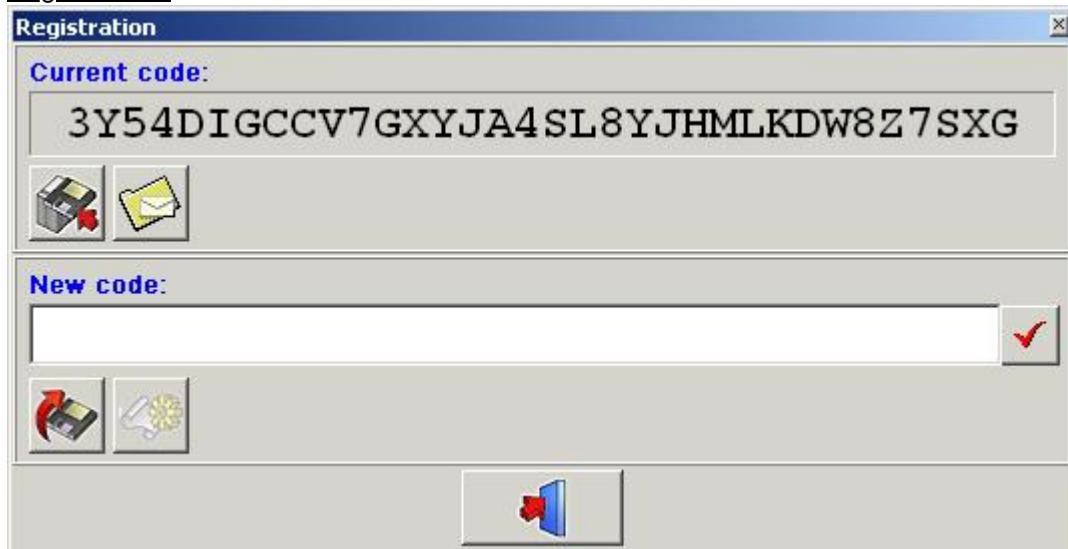 Registration
Current code:
3Y54DIGCCV7GXYJA4SL8YJHMLKDW8Z7SXG
New code: